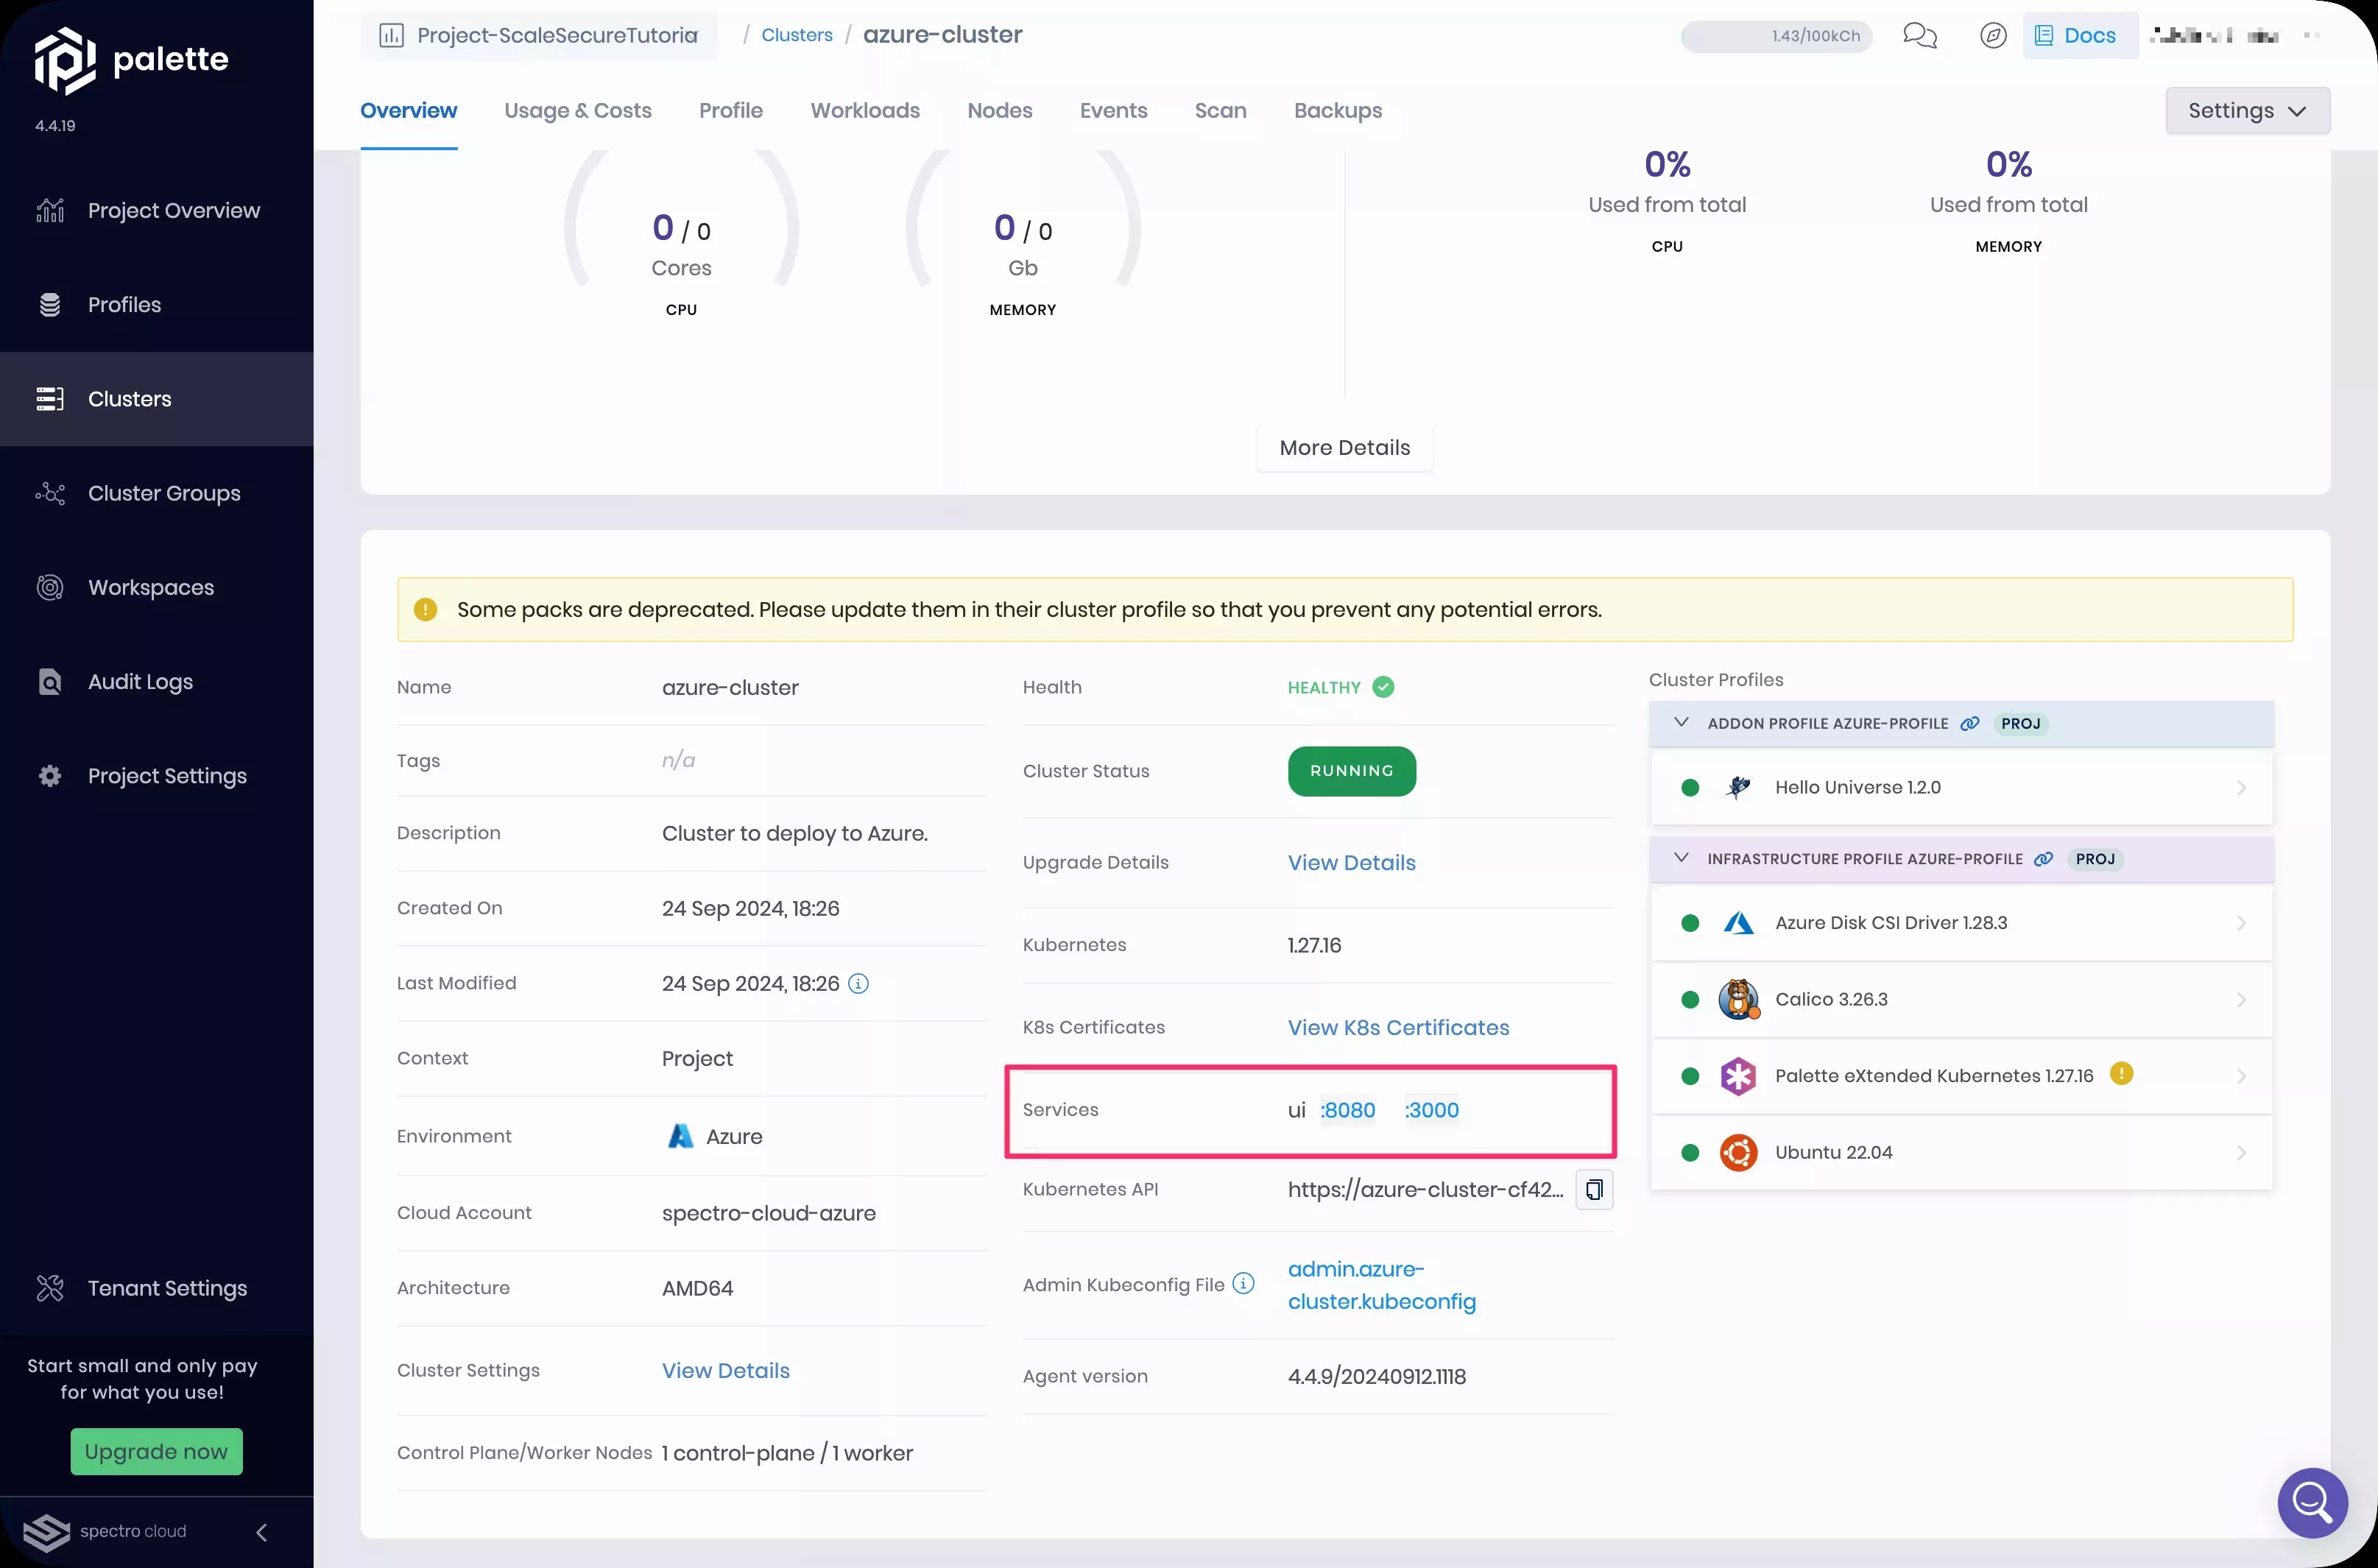 palette
4.4.19
Project Overview
Profiles
Clusters
Cluster Groups
Workspaces
Audit Logs
Project Settings
Tenant Settings
Start small and only pay
for what you use!
Upgrade now
spectro cloud
Project-ScaleSecureTutoria
/ Clusters / azure-cluster
1.43/100kCh
Docs
Overview
Usage & Costs
Profile
Workloads
Nodes
Events
Scan
Backups
Settings
0 / 0
Cores
CPU
0 / 0
Gb
MEMORY
0%
Used from total
CPU
0%
Used from total
MEMORY
More Details
Some packs are deprecated. Please update them in their cluster profile so that you prevent any potential errors.
Name azure-cluster
Tags n/a
Description Cluster to deploy to Azure.
Created On 24 Sep 2024, 18:26
Last Modified 24 Sep 2024, 18:26
Context Project
Environment Azure
Cloud Account spectro-cloud-azure
Architecture AMD64
Cluster Settings View Details
Control Plane/Worker Nodes 1 control-plane / 1 worker
Health HEALTHY
Cluster Status RUNNING
Upgrade Details View Details
Kubernetes 1.27.16
K8s Certificates View K8s Certificates
Services ui :8080 :3000
Kubernetes API https://azure-cluster-cf42...
Admin Kubeconfig File admin.azure-
cluster.kubeconfig
Agent version 4.4.9/20240912.1118
Cluster Profiles
ADDON PROFILE AZURE-PROFILE PROJ
Hello Universe 1.2.0
INFRASTRUCTURE PROFILE AZURE-PROFILE PROJ
Azure Disk CSI Driver 1.28.3
Calico 3.26.3
Palette eXtended Kubernetes 1.27.16
Ubuntu 22.04